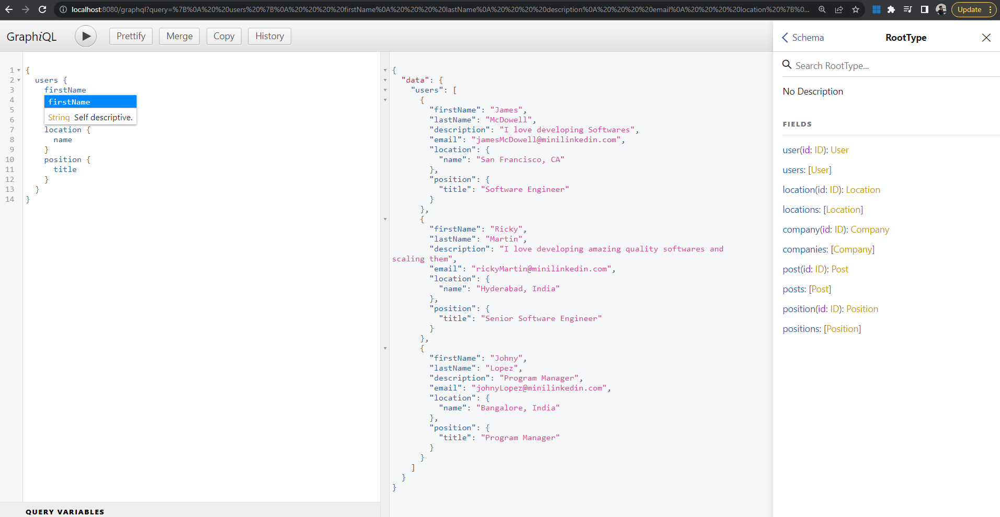 localhost:8080/graphql?query=%7B%0A%20%20users%20%7B%0A%20%20%20%20firstName%0A%20%20%20%20lastName%0A%20%20%20%20description%0A%20%20%20%20email%0A%20%20%20%20location%20%7B%0...
Update
GraphiQL
Prettify
Merge
Copy
History
1 {
2 users {
3 firstName
4
5
6
7 location {
8 name
9 }
10 position {
11 title
12 }
13 }
14 }
firstName
String Self descriptive.
QUERY VARIABLES
{
"data": {
"users": [
{
"firstName": "James",
"lastName": "McDowell",
"description": "I love developing Softwares",
"email": "jamesMcDowell@minilinkedin.com",
"location": {
"name": "San Francisco, CA"
},
"position": {
"title": "Software Engineer"
}
},
{
"firstName": "Ricky",
"lastName": "Martin",
"description": "I love developing amazing quality softwares and
scaling them",
"email": "rickyMartin@minilinkedin.com",
"location": {
"name": "Hyderabad, India"
},
"position": {
"title": "Senior Software Engineer"
}
},
{
"firstName": "Johny",
"lastName": "Lopez",
"description": "Program Manager",
"email": "johnyLopez@minilinkedin.com",
"location": {
"name": "Bangalore, India"
},
"position": {
"title": "Program Manager"
}
}
]
}
}
Schema
RootType
Search RootType...
No Description
FIELDS
user(id: ID): User
users: [User]
location(id: ID): Location
locations: [Location]
company(id: ID): Company
companies: [Company]
post(id: ID): Post
posts: [Post]
position(id: ID): Position
positions: [Position]